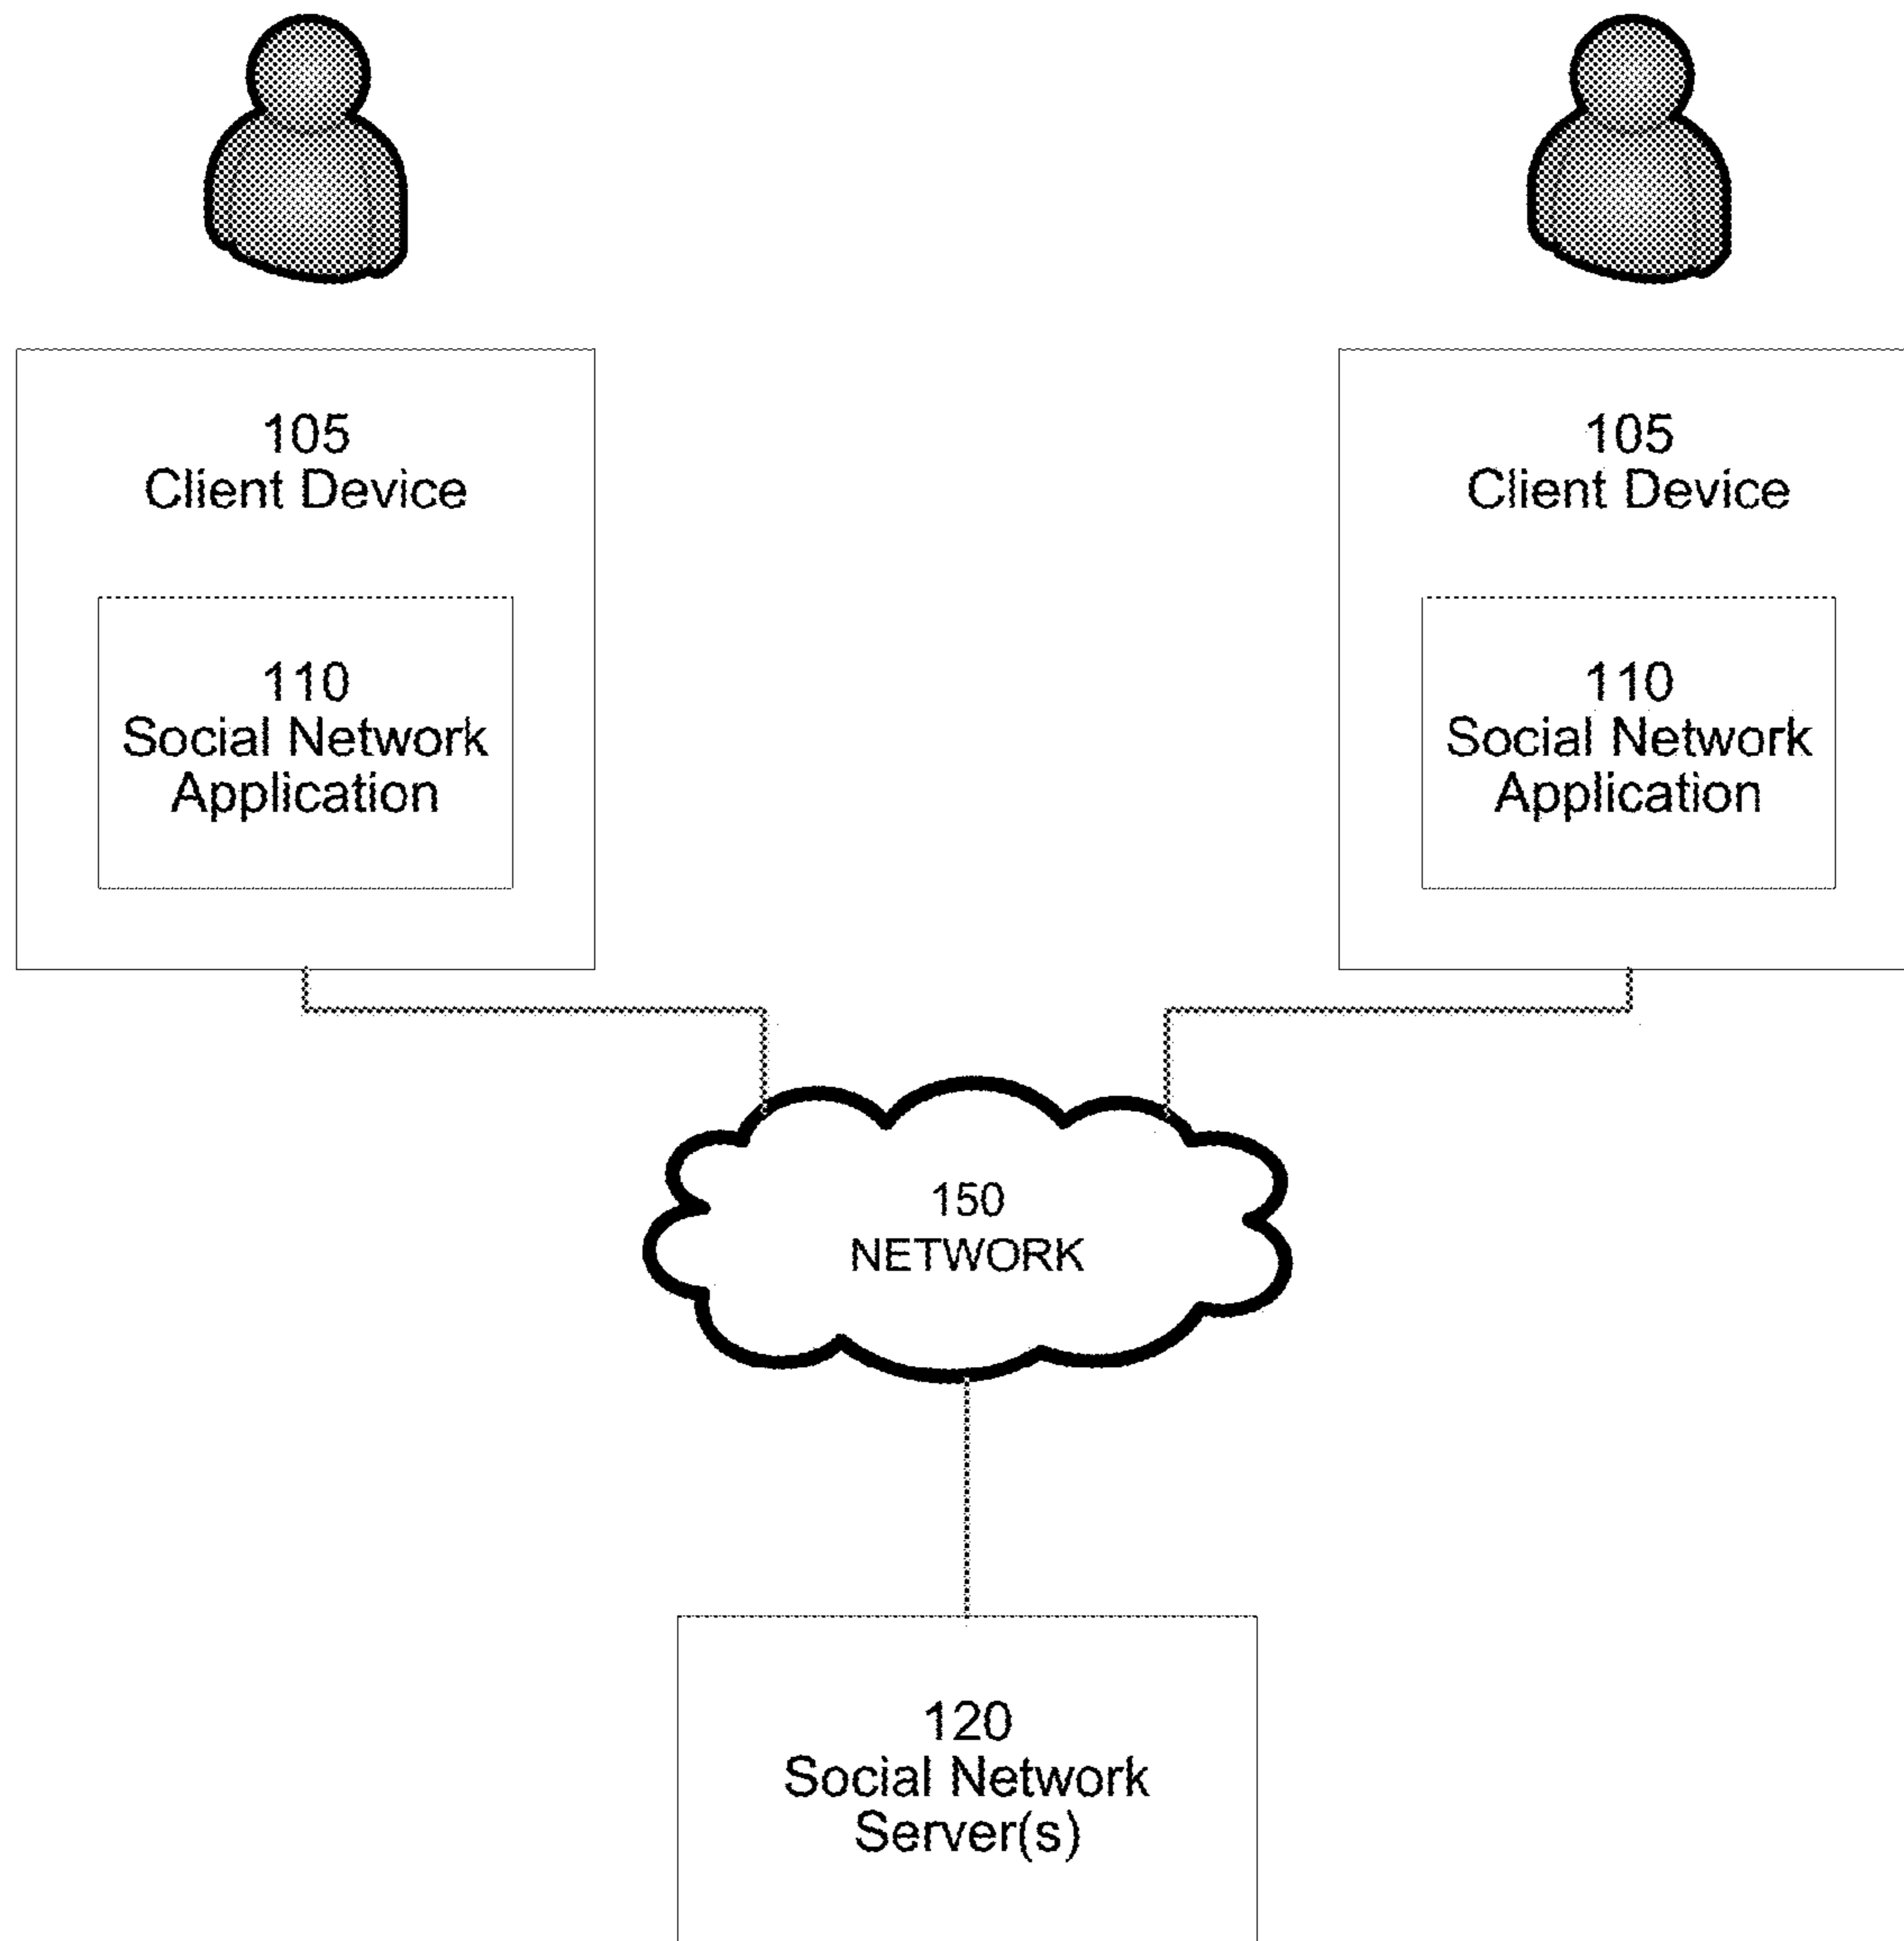 105
Client Device
110
Social Network
Application
105
Client Device
110
Social Network
Application
150
NETWORK
120
Social Network
Server(s)